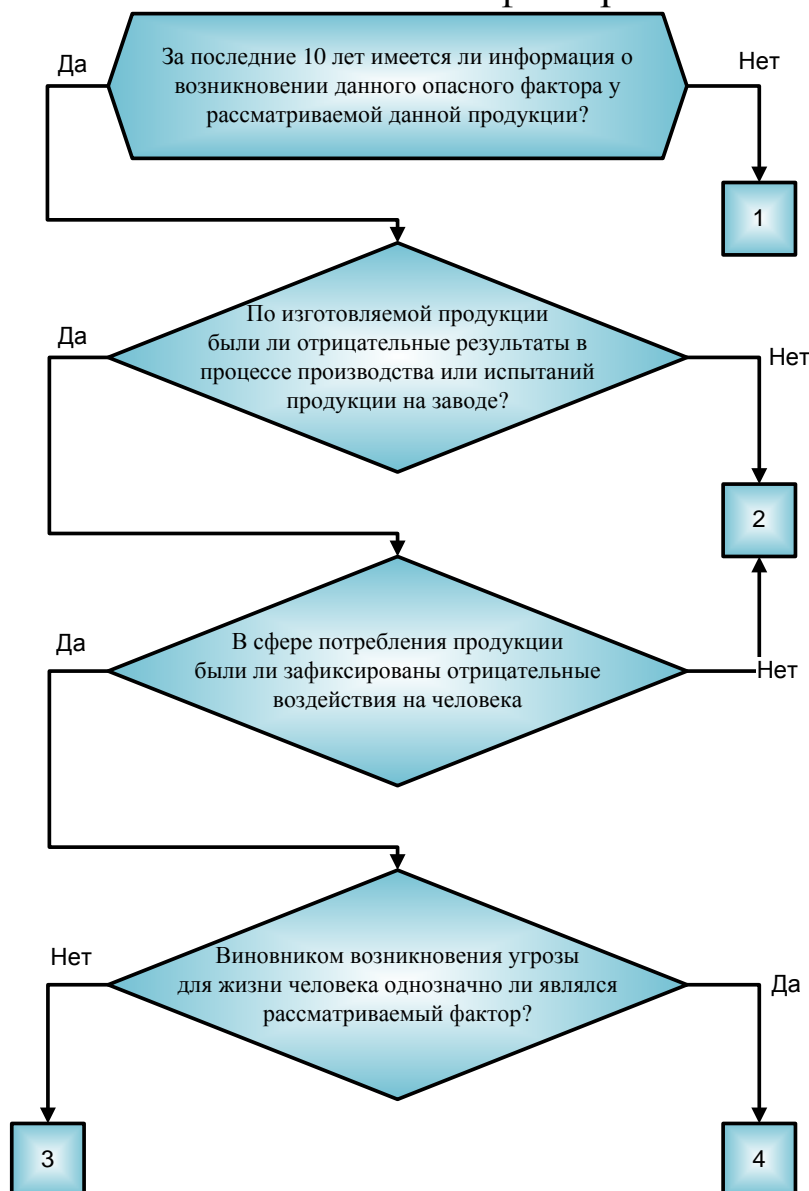 Да
За последние 10 лет имеется ли информация о
возникновении данного опасного фактора у
рассматриваемой данной продукции?
Нет
1
Да
По изготовляемой продукции
были ли отрицательные результаты в
процессе производства или испытаний
продукции на заводе?
Нет
2
Да
В сфере потребления продукции
были ли зафиксированы отрицательные
воздействия на человека
Нет
Нет
Виновником возникновения угрозы
для жизни человека однозначно ли являлся
рассматриваемый фактор?
Да
3
4